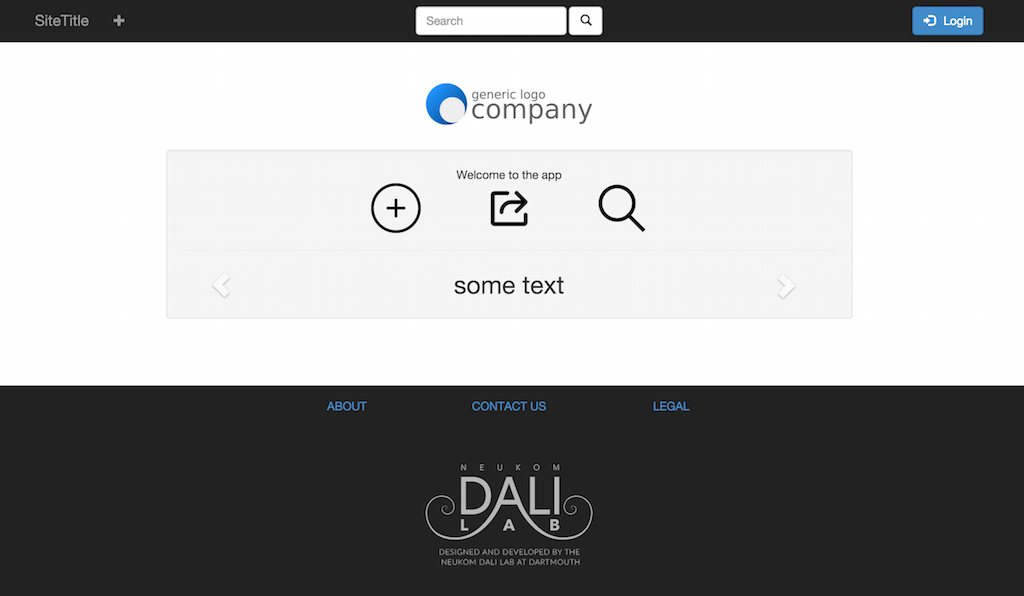 SiteTitle
Search
Login
generic logo
company
Welcome to the app
some text
ABOUT
CONTACT US
LEGAL
NEUKOM
DALI
LAB
DESIGNED AND DEVELOPED BY THE
NEUKOM DALI LAB AT DARTMOUTH